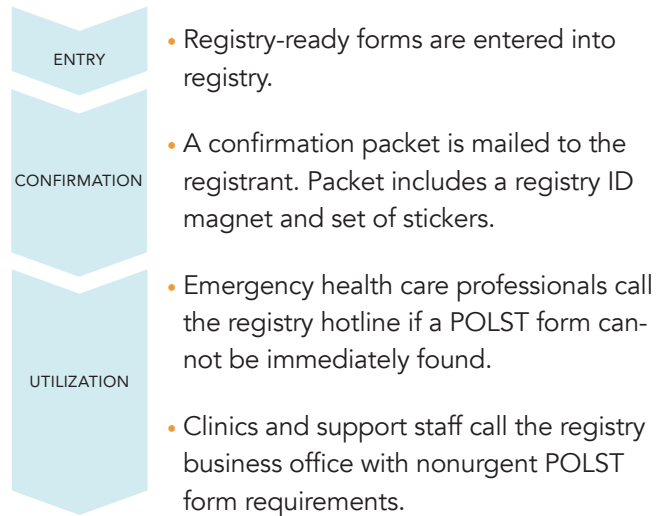 ENTRY
• Registry-ready forms are entered into
registry.
CONFIRMATION
• A confirmation packet is mailed to the
registrant. Packet includes a registry ID
magnet and set of stickers.
UTILIZATION
• Emergency health care professionals call
the registry hotline if a POLST form can-
not be immediately found.
• Clinics and support staff call the registry
business office with nonurgent POLST
form requirements.